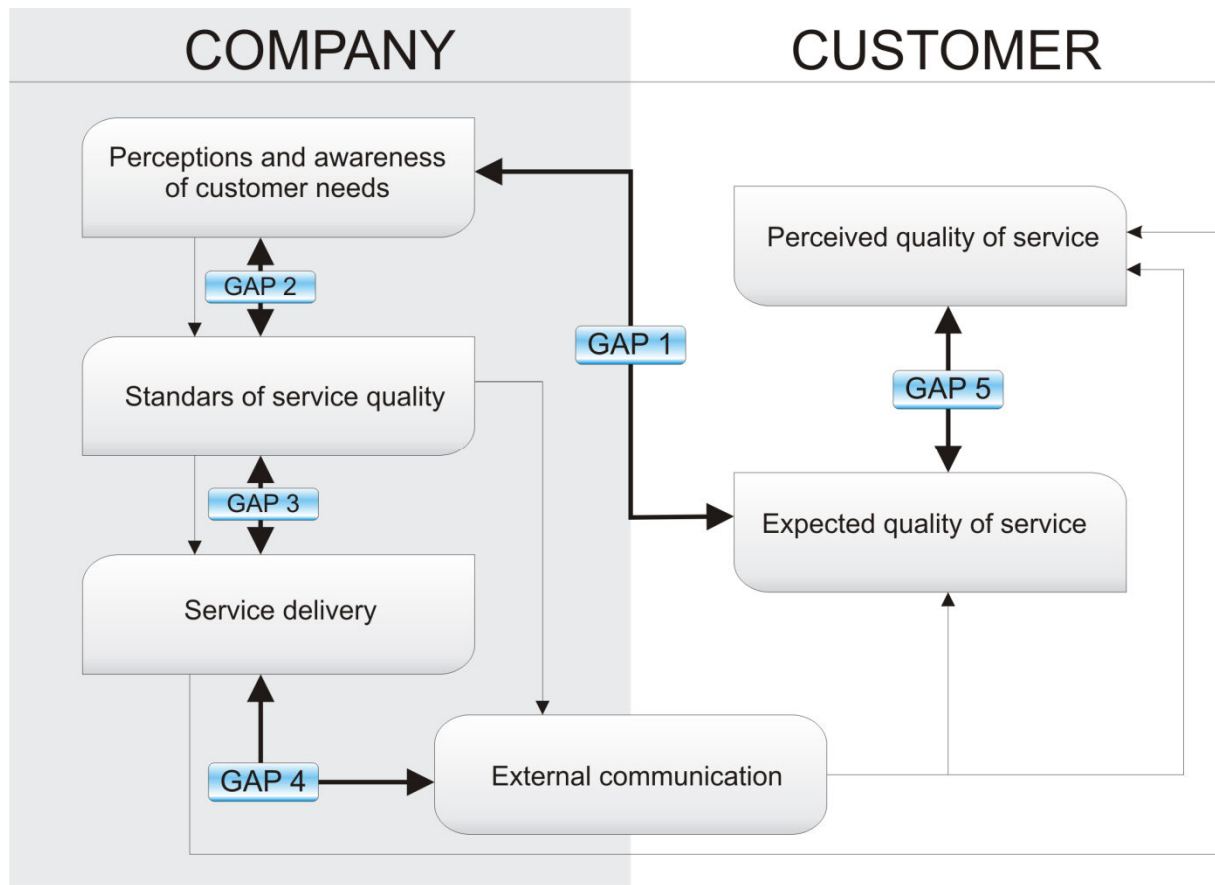 COMPANY
CUSTOMER
Perceptions and awareness
of customer needs
Perceived quality of service
GAP 2
GAP 1
Standars of service quality
GAP 5
GAP 3
Expected quality of service
Service delivery
GAP 4
External communication